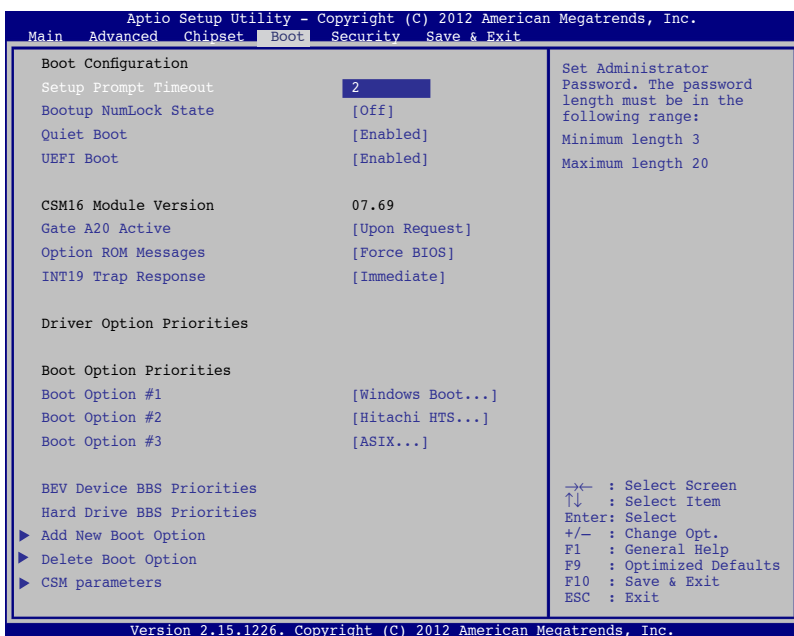 Aptio Setup Utility – Copyright (C) 2012 American Megatrends, Inc.
Main Advanced Chipset Boot Security Save & Exit
Boot Configuration
Setup Prompt Timeout 2
Bootup NumLock State [Off]
Quiet Boot [Enabled]
UEFI Boot [Enabled]
CSM16 Module Version 07.69
Gate A20 Active [Upon Request]
Option ROM Messages [Force BIOS]
INT19 Trap Response [Immediate]
Driver Option Priorities
Boot Option Priorities
Boot Option #1 [Windows Boot...]
Boot Option #2 [Hitachi HTS...]
Boot Option #3 [ASIX...]
BEV Device BBS Priorities
Hard Drive BBS Priorities
Add New Boot Option
Delete Boot Option
CSM parameters
Set Administrator
Password. The password
length must be in the
following range:
Minimum length 3
Maximum length 20
→← : Select Screen
↑↓ : Select Item
Enter: Select
+/– : Change Opt.
F1 : General Help
F9 : Optimized Defaults
F10 : Save & Exit
ESC : Exit
Version 2.15.1226. Copyright (C) 2012 American Megatrends, Inc.